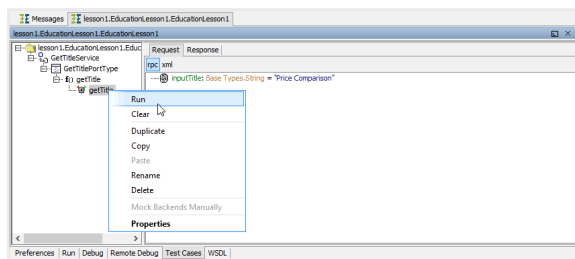 Messages lesson1.EducationLesson1.EducationLesson1
lesson1.EducationLesson1.EducationLesson1
lesson1.EducationLesson1.Educ
GetTitleService
GetTitlePortType
f() getTitle
getTitle
Request Response
rpc xml
inputTitle: Base Types.String = "Price Comparison"
Run
Clear
Duplicate
Copy
Paste
Rename
Delete
Mock Backends Manually
Properties
Preferences Run Debug Remote Debug Test Cases WSDL